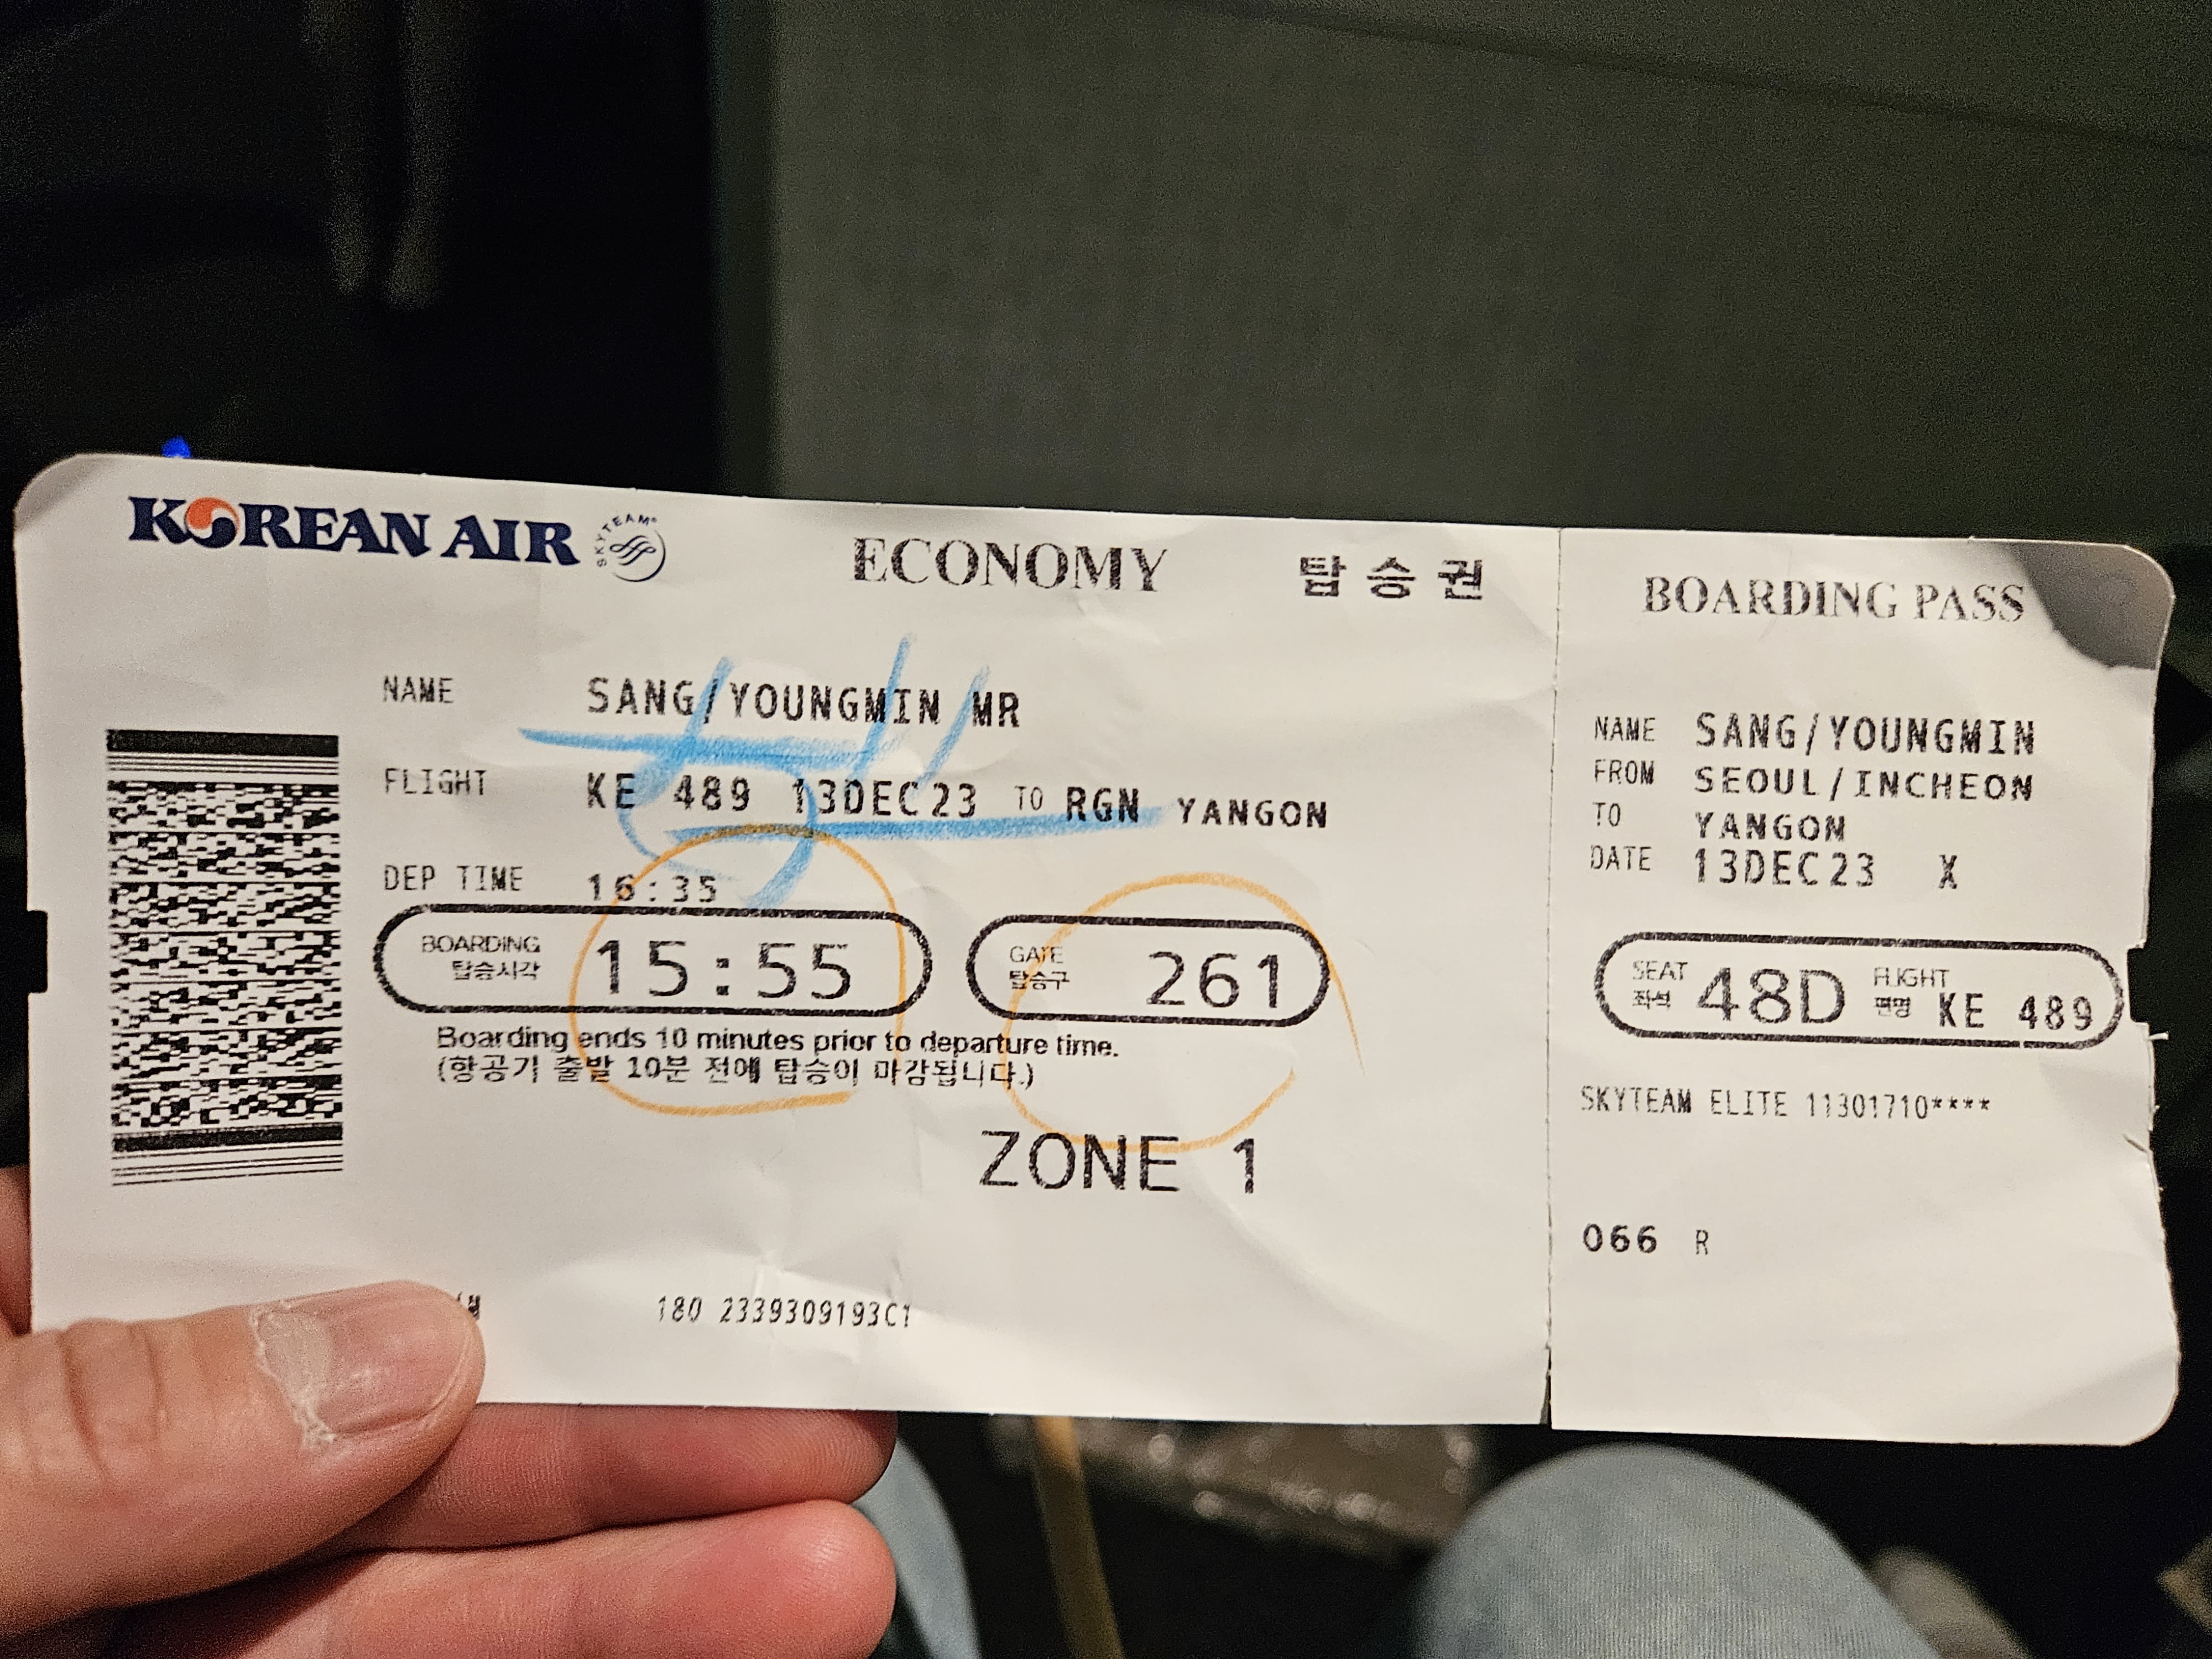 KOREAN AIR SKYTEAM ECONOMY 탑승권
NAME SANG/YOUNGMIN MR
FLIGHT KE 489 13DEC23 TO RGN YANGON
DEP TIME 16:35
BOARDING 15:55 GATE 261
탑승시각 탑승구
Boarding ends 10 minutes prior to departure time.
(항공기 출발 10분 전에 탑승이 마감됩니다.)
ZONE 1
180 2339309193C1
BOARDING PASS
NAME SANG/YOUNGMIN
FROM SEOUL/INCHEON
TO YANGON
DATE 13DEC23 X
SEAT 48D FLIGHT KE 489
좌석 편명
SKYTEAM ELITE 11301710****
066 R